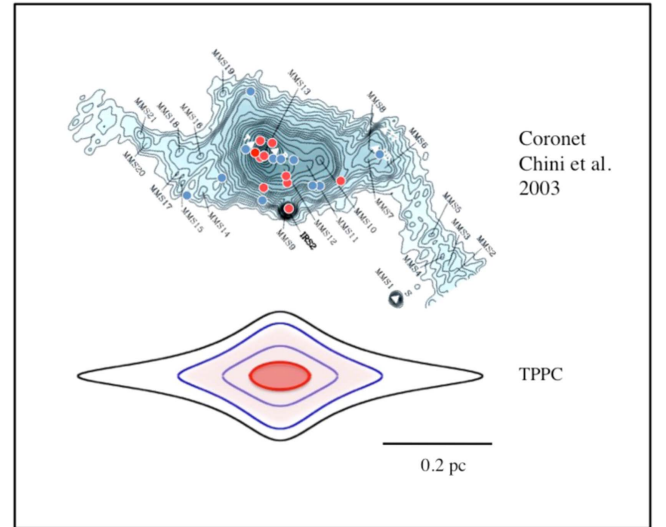 MMS19
MMS13
MMS8
MMS21
MMS18
MMS16
MMS6
Coronet
Chini et al.
2003
MMS20
MMS17
MMS15
MMS14
MMS9
IRS2
MMS12
MMS11
MMS10
MMS7
MMS5
MMS3
MMS2
MMS4
MMS1
S
TPPC
0.2 pc